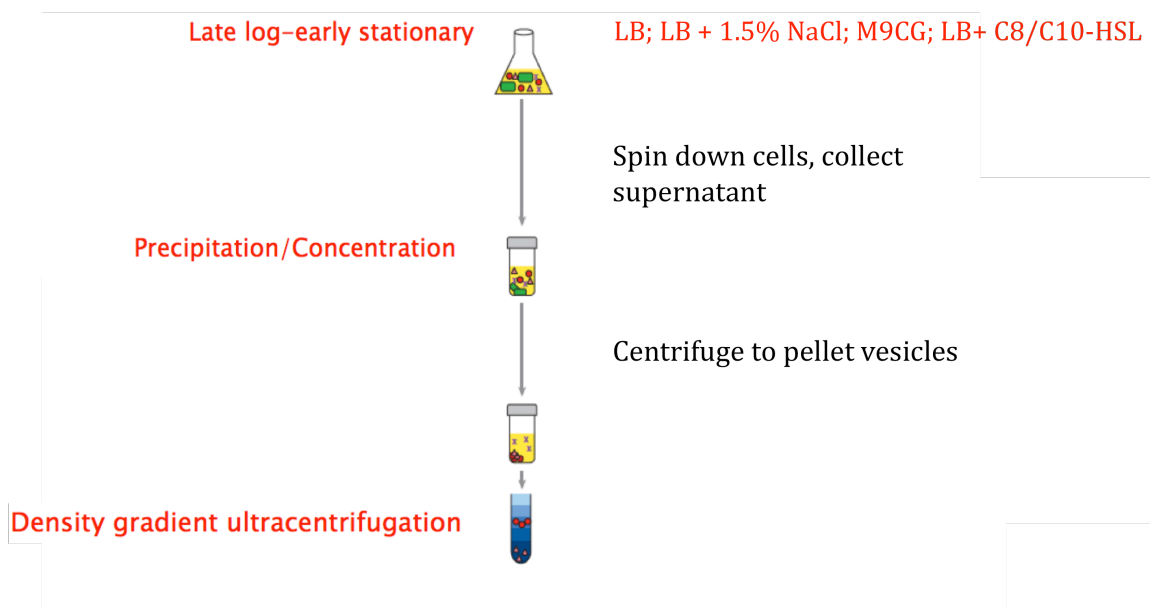 Late log-early stationary
LB; LB + 1.5% NaCl; M9CG; LB+ C8/C10-HSL
Spin down cells, collect
supernatant
Precipitation/Concentration
Centrifuge to pellet vesicles
Density gradient ultracentrifugation